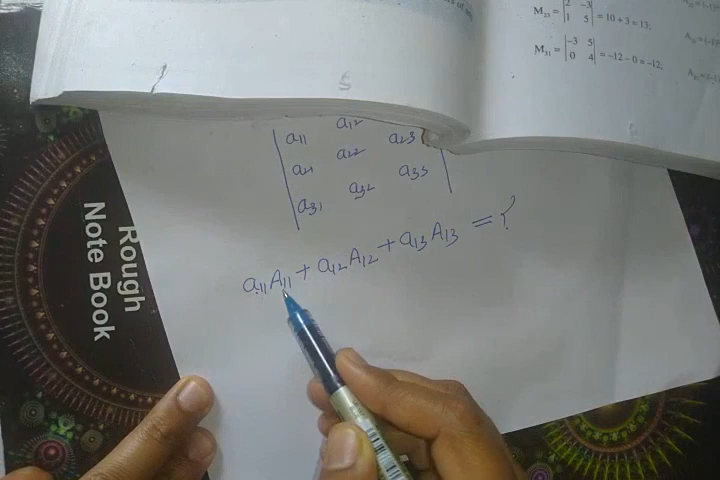 M₂₃ = |2 -3| = 10 + 3 = 13;
|1 5|
M₃₁ = |-3 5| = -12 - 0 = -12;
|0 4|
a₁₁ a₁₂
a₂₁ a₂₂ a₂₃
a₃₁ a₃₂ a₃₃
a₁₁A₁₁ + a₁₂A₁₂ + a₁₃A₁₃ = ?
Rough
Note Book